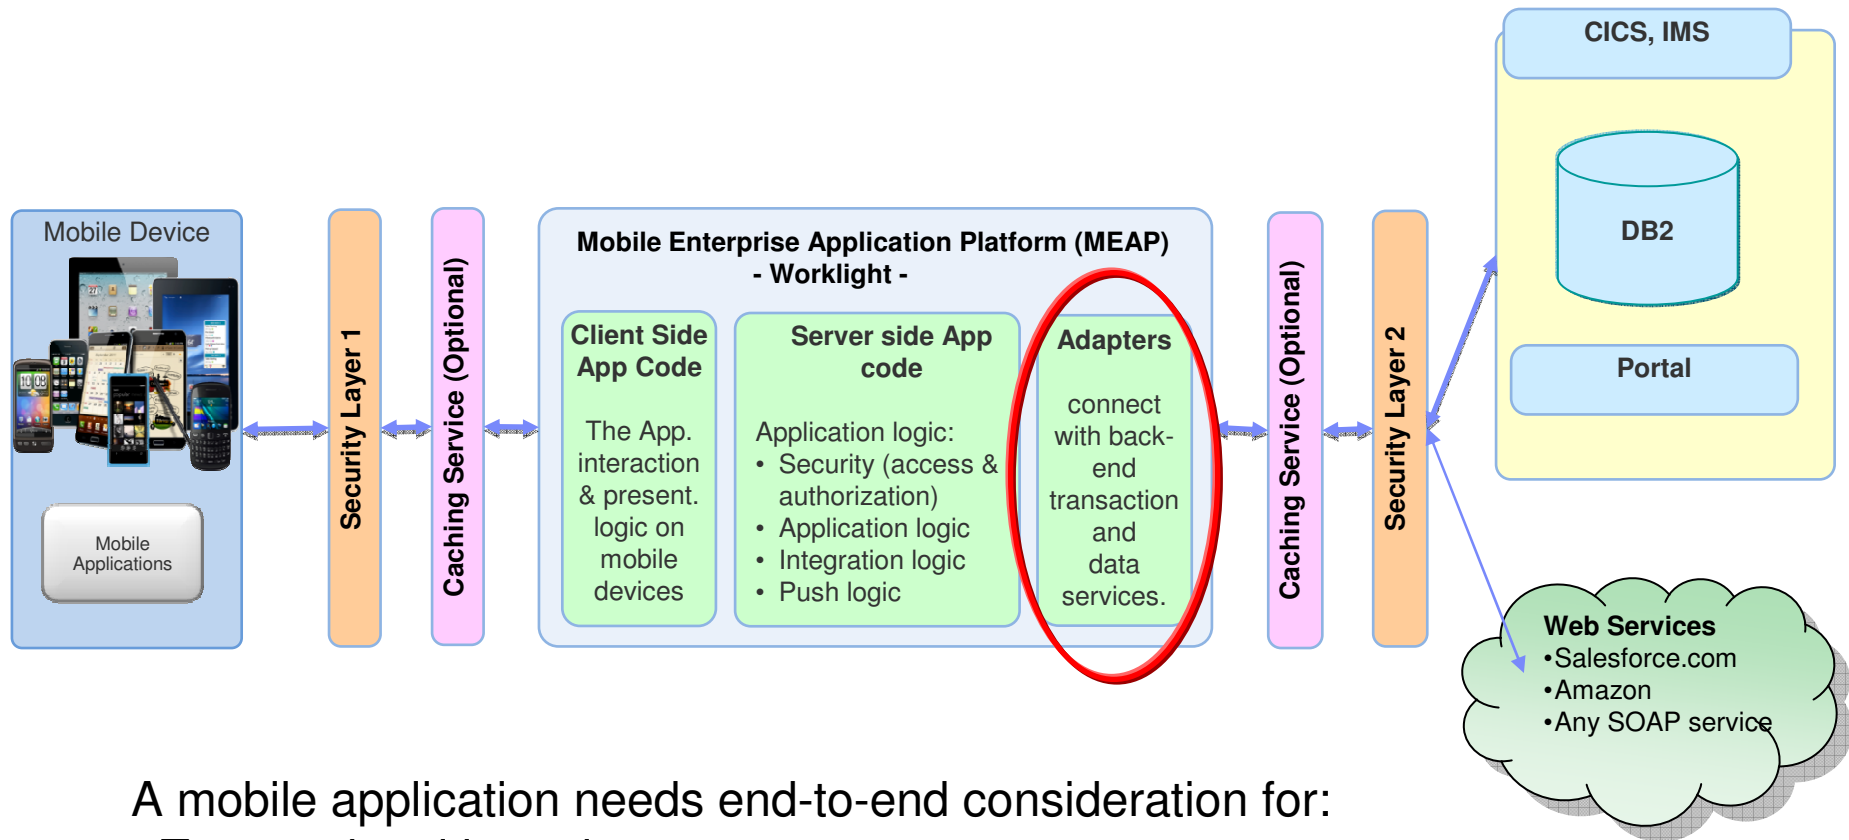 CICS, IMS
DB2
Portal
Mobile Device
Mobile
Applications
Security Layer 1
Caching Service (Optional)
Mobile Enterprise Application Platform (MEAP)
- Worklight -
Client Side
App Code
The App.
interaction
& present.
logic on
mobile
devices
Server side App
code
Application logic:
• Security (access &
authorization)
• Application logic
• Integration logic
• Push logic
Adapters
connect
with back-
end
transaction
and
data
services.
Caching Service (Optional)
Security Layer 2
Web Services
•Salesforce.com
•Amazon
•Any SOAP service
A mobile application needs end-to-end consideration for: